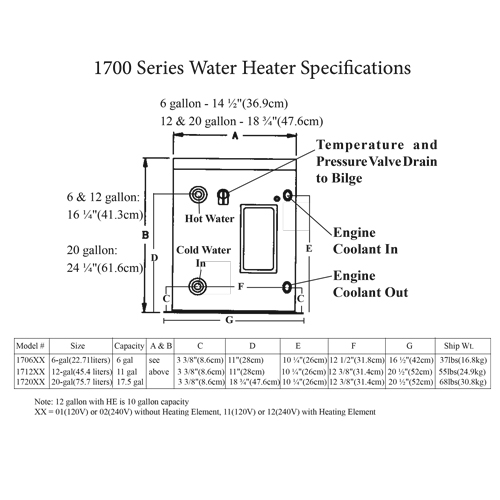 1700 Series Water Heater Specifications
6 gallon - 14 ½"(36.9cm)
12 & 20 gallon - 18 ¾"(47.6cm)
A
Temperature and
Pressure Valve Drain
to Bilge
6 & 12 gallon:
16 ¼"(41.3cm)
Hot Water
B
D
E
Engine
Coolant In
20 gallon:
24 ¼"(61.6cm)
Cold Water
In
F
Engine
Coolant Out
C
C
G
Model # Size Capacity A & B C D E F G Ship Wt.
1706XX 6-gal(22.71liters) 6 gal see 3 3/8"(8.6cm) 11"(28cm) 10 ¼"(26cm) 12 1/2"(31.8cm) 16 ½"(42cm) 37lbs(16.8kg)
1712XX 12-gal(45.4 liters) 11 gal above 3 3/8"(8.6cm) 11"(28cm) 10 ¼"(26cm) 12 3/8"(31.4cm) 20 ½"(52cm) 55lbs(24.9kg)
1720XX 20-gal(75.7 liters) 17.5 gal 3 3/8"(8.6cm) 18 ¾"(47.6cm) 10 ¼"(26cm) 12 3/8"(31.4cm) 20 ½"(52cm) 68lbs(30.8kg)
Note: 12 gallon with HE is 10 gallon capacity
XX = 01(120V) or 02(240V) without Heating Element, 11(120V) or 12(240V) with Heating Element